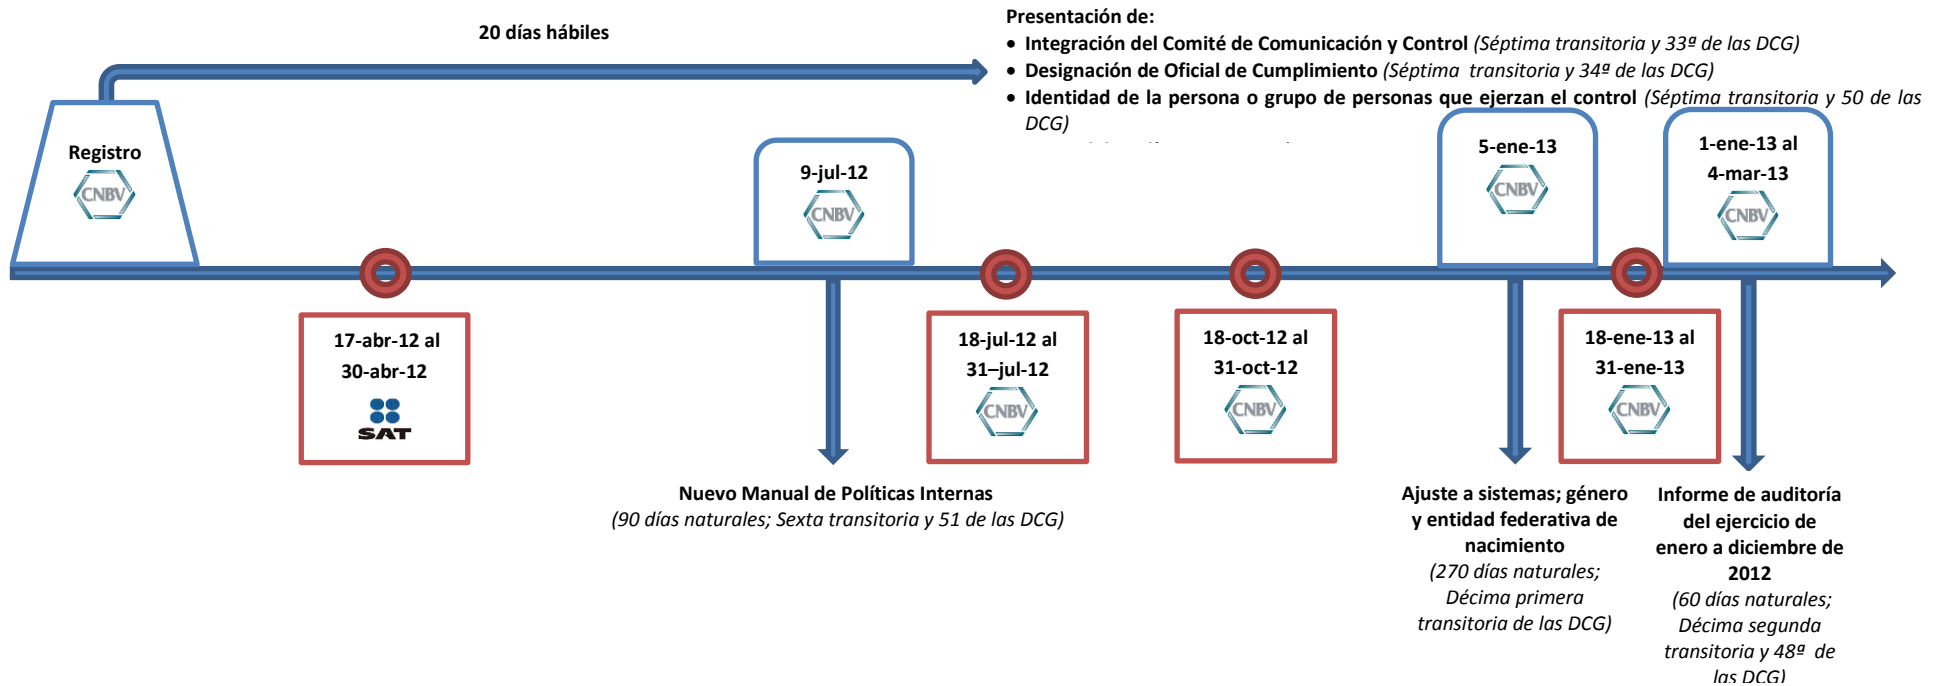 20 días hábiles
Presentación de:
• Integración del Comité de Comunicación y Control (Séptima transitoria y 33ª de las DCG)
• Designación de Oficial de Cumplimiento (Séptima transitoria y 34ª de las DCG)
• Identidad de la persona o grupo de personas que ejerzan el control (Séptima transitoria y 50 de las
DCG)
Registro
CNBV
9-jul-12
CNBV
5-ene-13
CNBV
1-ene-13 al
4-mar-13
CNBV
17-abr-12 al
30-abr-12
SAT
18-jul-12 al
31–jul-12
CNBV
18-oct-12 al
31-oct-12
CNBV
18-ene-13 al
31-ene-13
CNBV
Nuevo Manual de Políticas Internas
(90 días naturales; Sexta transitoria y 51 de las DCG)
Ajuste a sistemas; género
y entidad federativa de
nacimiento
(270 días naturales;
Décima primera
transitoria de las DCG)
Informe de auditoría
del ejercicio de
enero a diciembre de
2012
(60 días naturales;
Décima segunda
transitoria y 48ª de
las DCG)